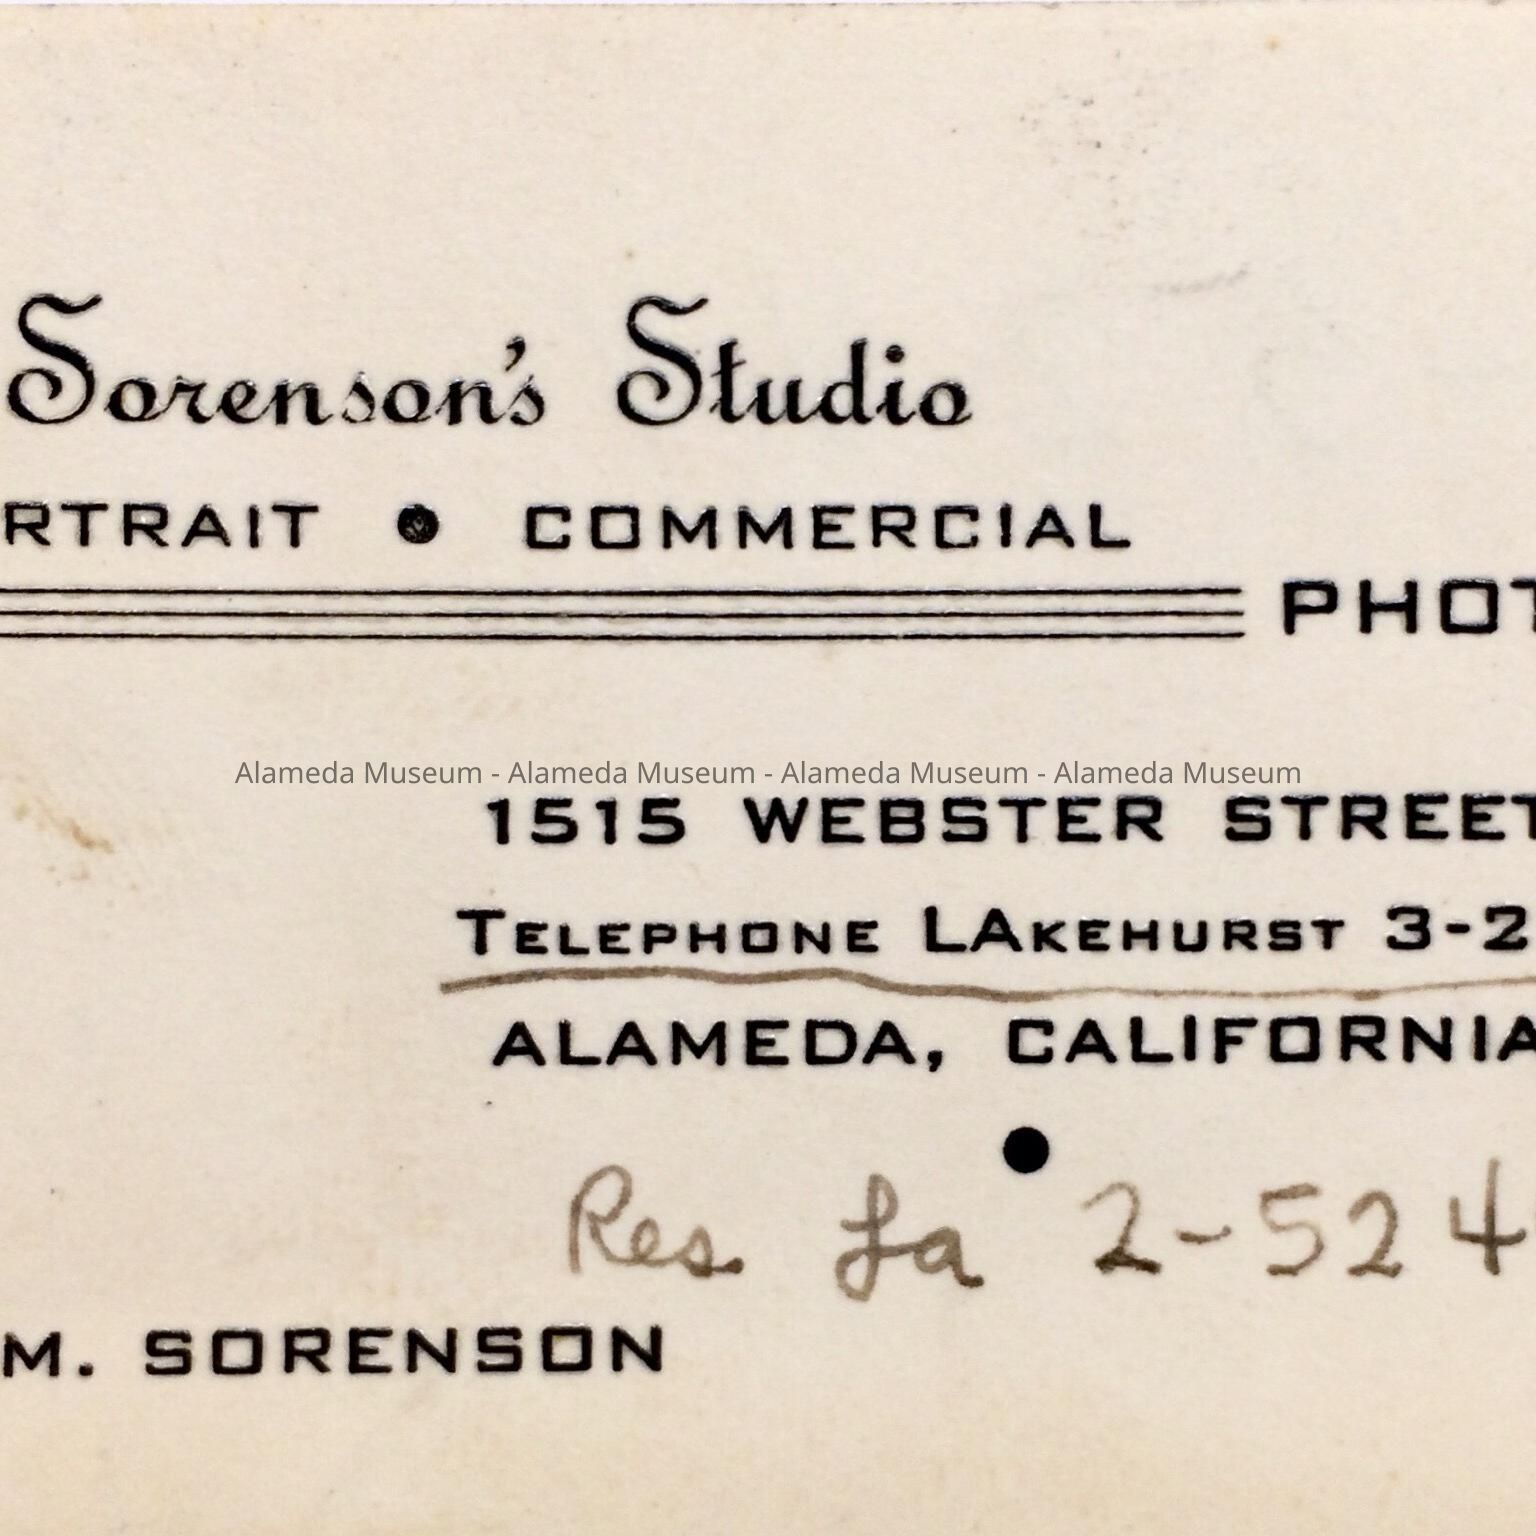 Sorenson's Studio
RTRAIT • COMMERCIAL
PHOT
Alameda Museum - Alameda Museum - Alameda Museum - Alameda Museum
1515 WEBSTER STREET
TELEPHONE LAKEHURST 3-2
ALAMEDA, CALIFORNIA
•
Res La 2-524
M. SORENSON